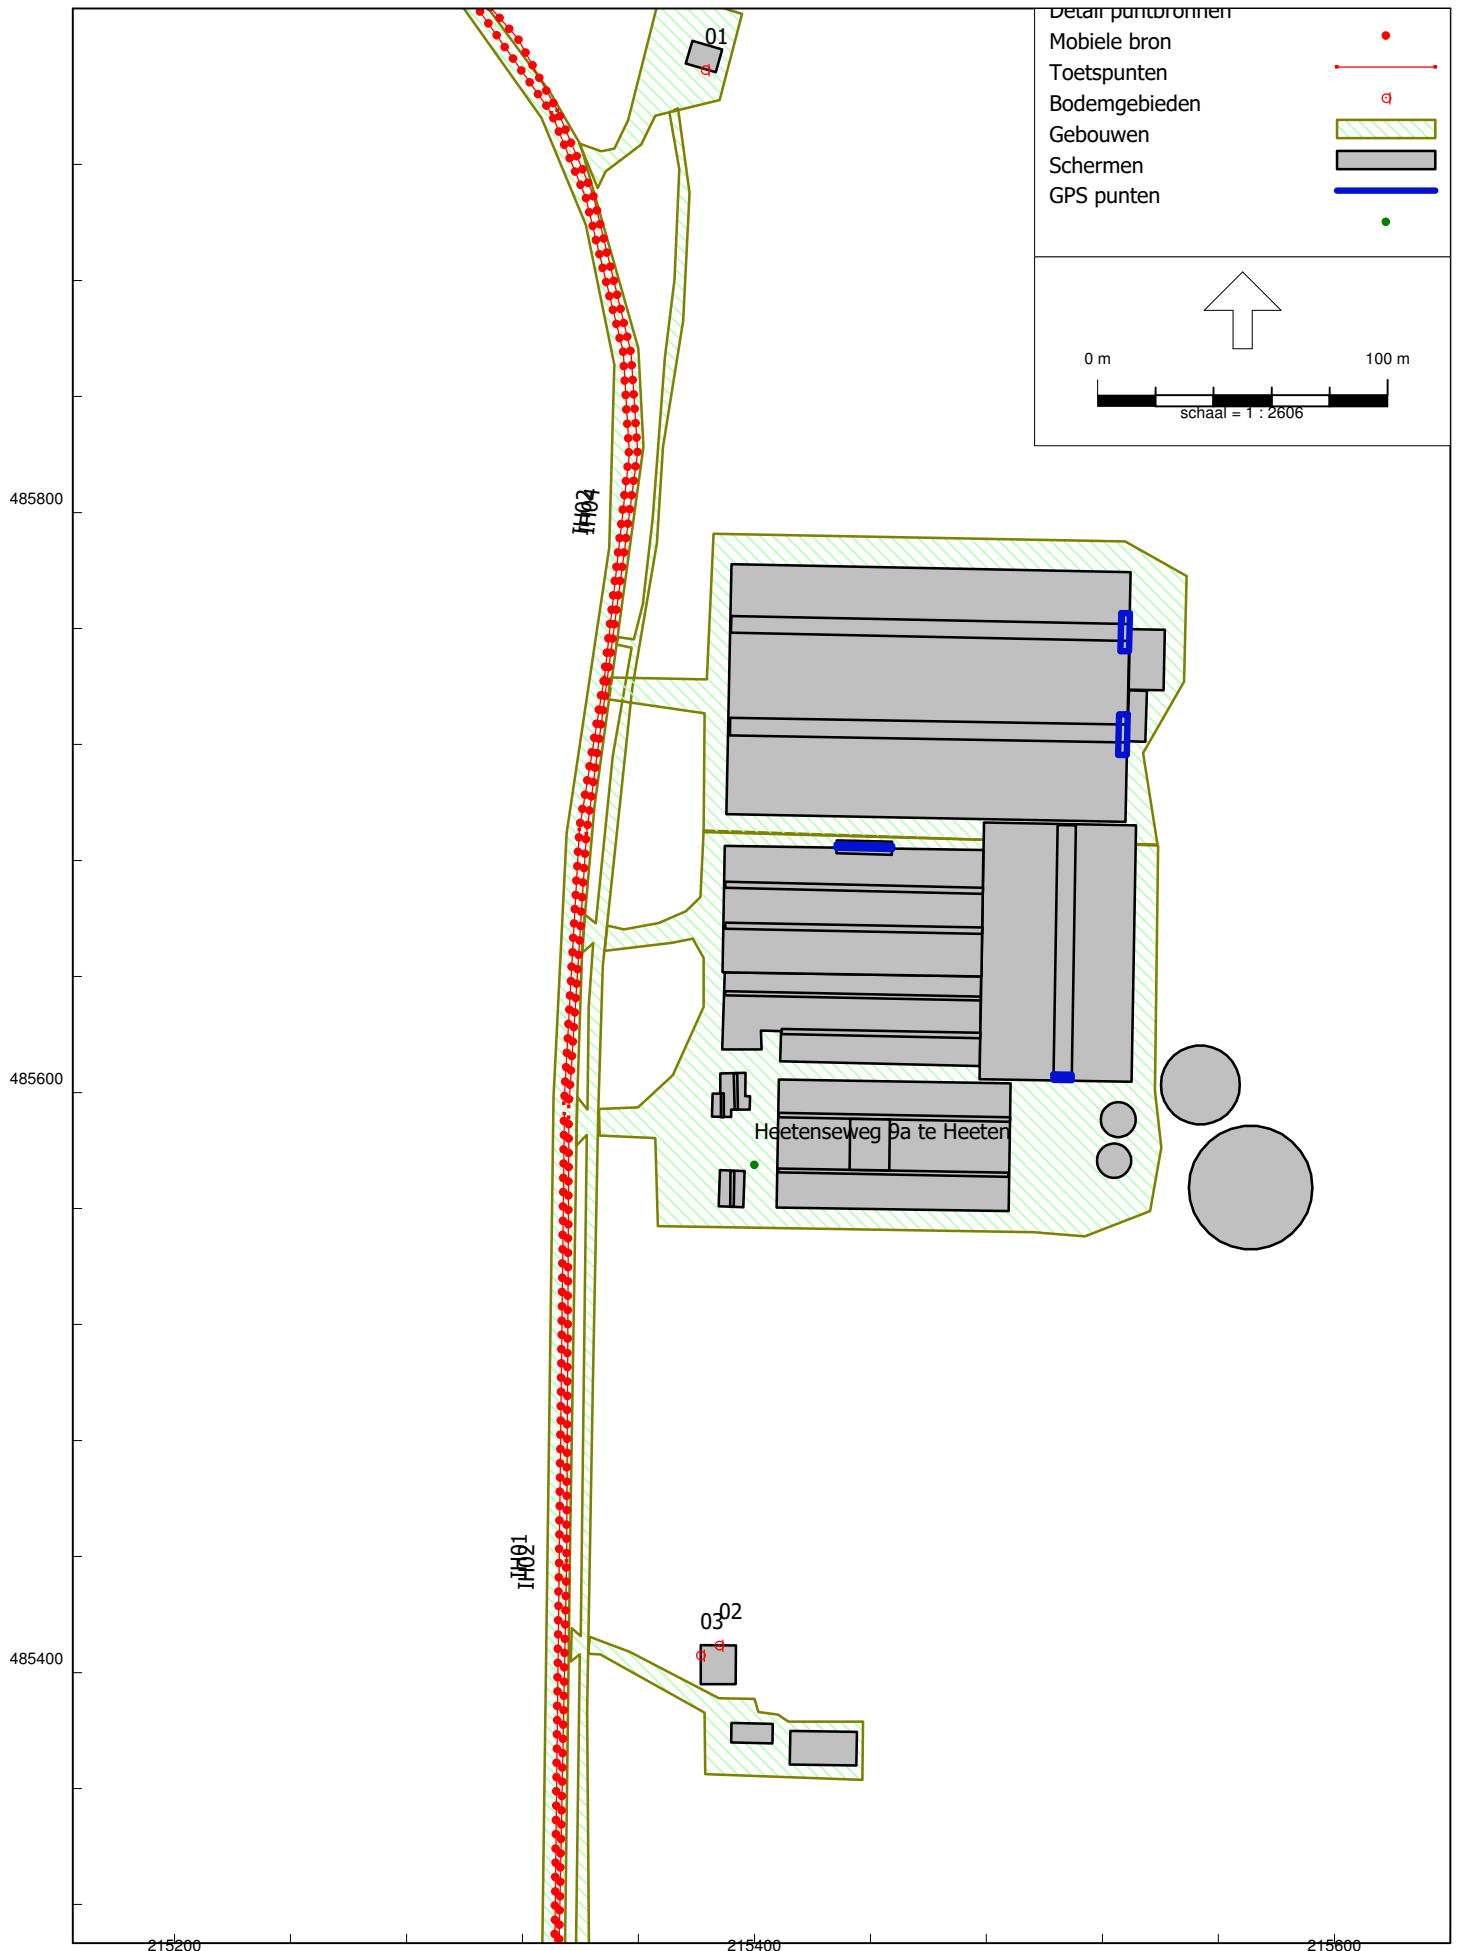 Detail puntbronnen
01
Mobiele bron
Toetspunten
Bodemgebieden
Gebouwen
Schermen
GPS punten
0 m
100 m
schaal = 1 : 2606
485800
IH03
IH04
485600
Heetenseweg 9a te Heeten
IH01
IH02
02
03
485400
215200
215400
215600